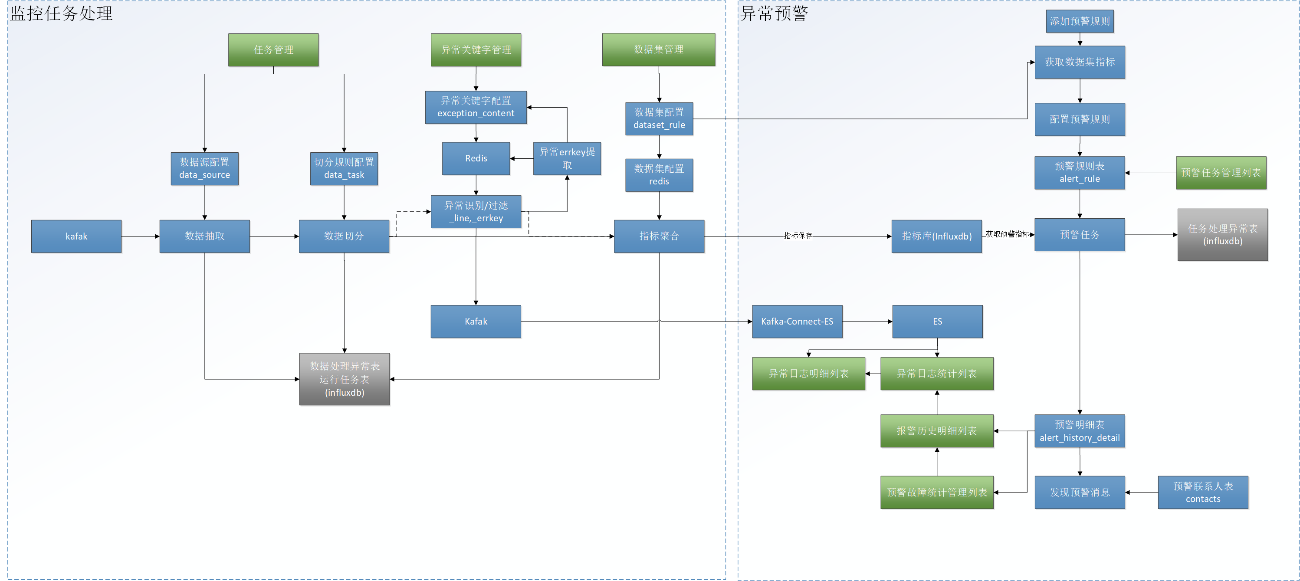 监控任务处理
任务管理
异常关键字管理
数据集管理
异常关键字配置
exception_content
数据集配置
dataset_rule
Redis
异常errkey提
取
数据源配置
data_source
切分规则配置
data_task
数据集配置
redis
异常识别/过滤
_line,_errkey
kafak
数据抽取
数据切分
指标聚合
Kafak
数据处理异常表
运行任务表
(influxdb)
异常预警
添加预警规则
获取数据集指标
配置预警规则
预警规则表
alert_rule
预警任务管理列表
指标保存
指标库(Influxdb)
获取预警指标
预警任务
任务处理异常表
(influxdb)
Kafka-Connect-ES
ES
异常日志明细列表
异常日志统计列表
报警历史明细列表
预警明细表
alert_history_detail
预警故障统计管理列表
发现预警消息
预警联系人表
contacts